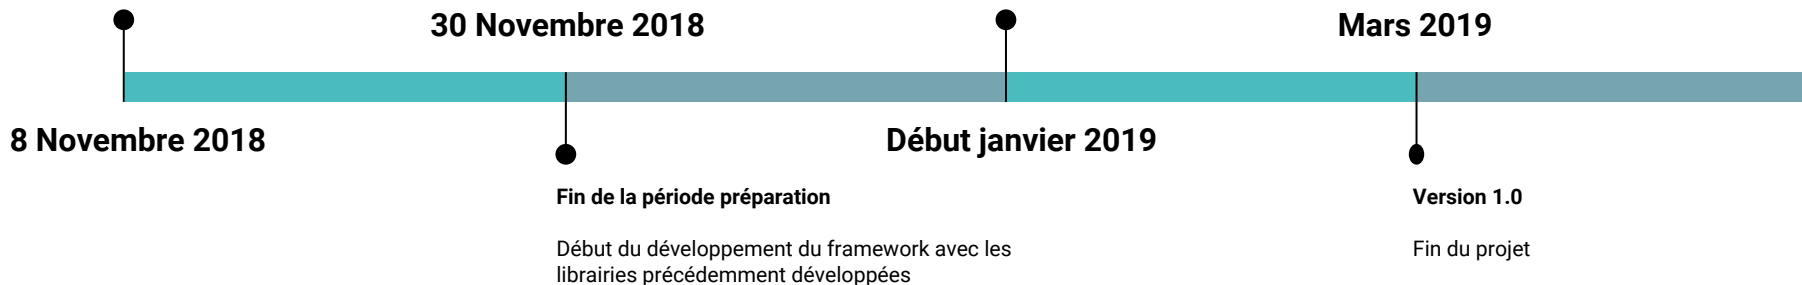 30 Novembre 2018
Mars 2019
8 Novembre 2018
Début janvier 2019
Fin de la période préparation
Début du développement du framework avec les
librairies précédemment développées
Version 1.0
Fin du projet